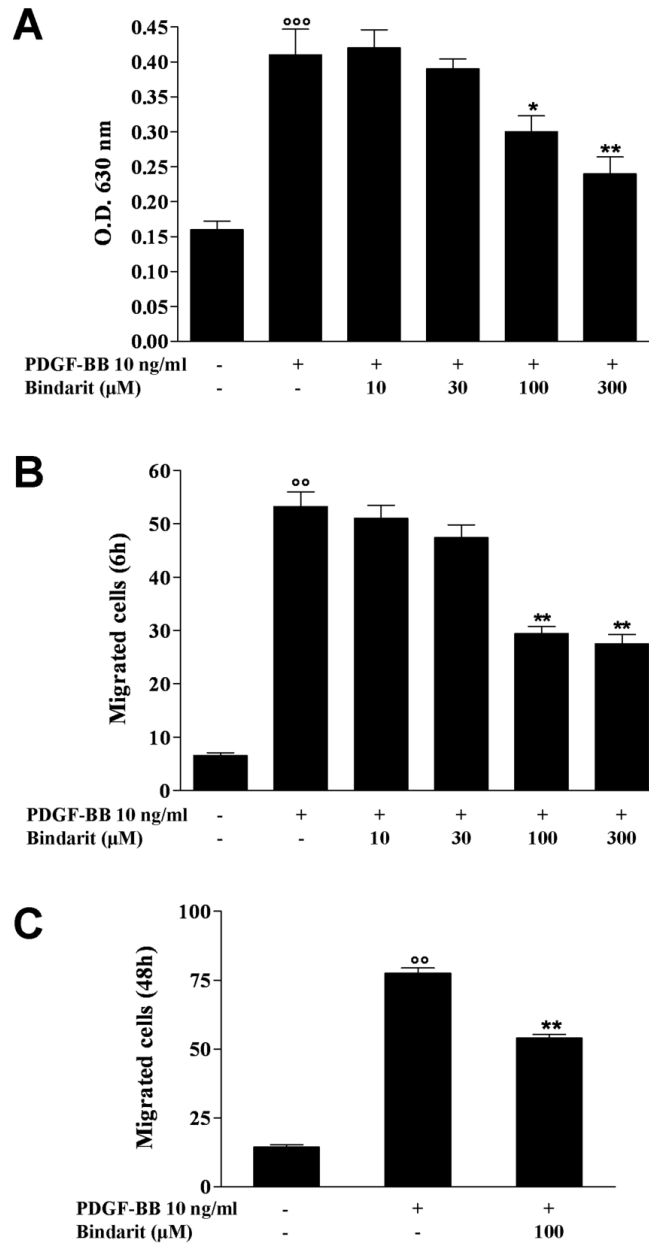 A
0.45
0.40
0.35
0.30
0.25
0.20
0.15
0.10
0.05
0.00
O.D. 630 nm
°°°
*
**
PDGF-BB 10 ng/ml - + + + + +
Bindarit (µM) - - 10 30 100 300
B
60
50
40
30
20
10
0
Migrated cells (6h)
°°
**
**
PDGF-BB 10 ng/ml - + + + + +
Bindarit (µM) - - 10 30 100 300
C
100
75
50
25
0
Migrated cells (48h)
°°
**
PDGF-BB 10 ng/ml - + +
Bindarit (µM) - - 100